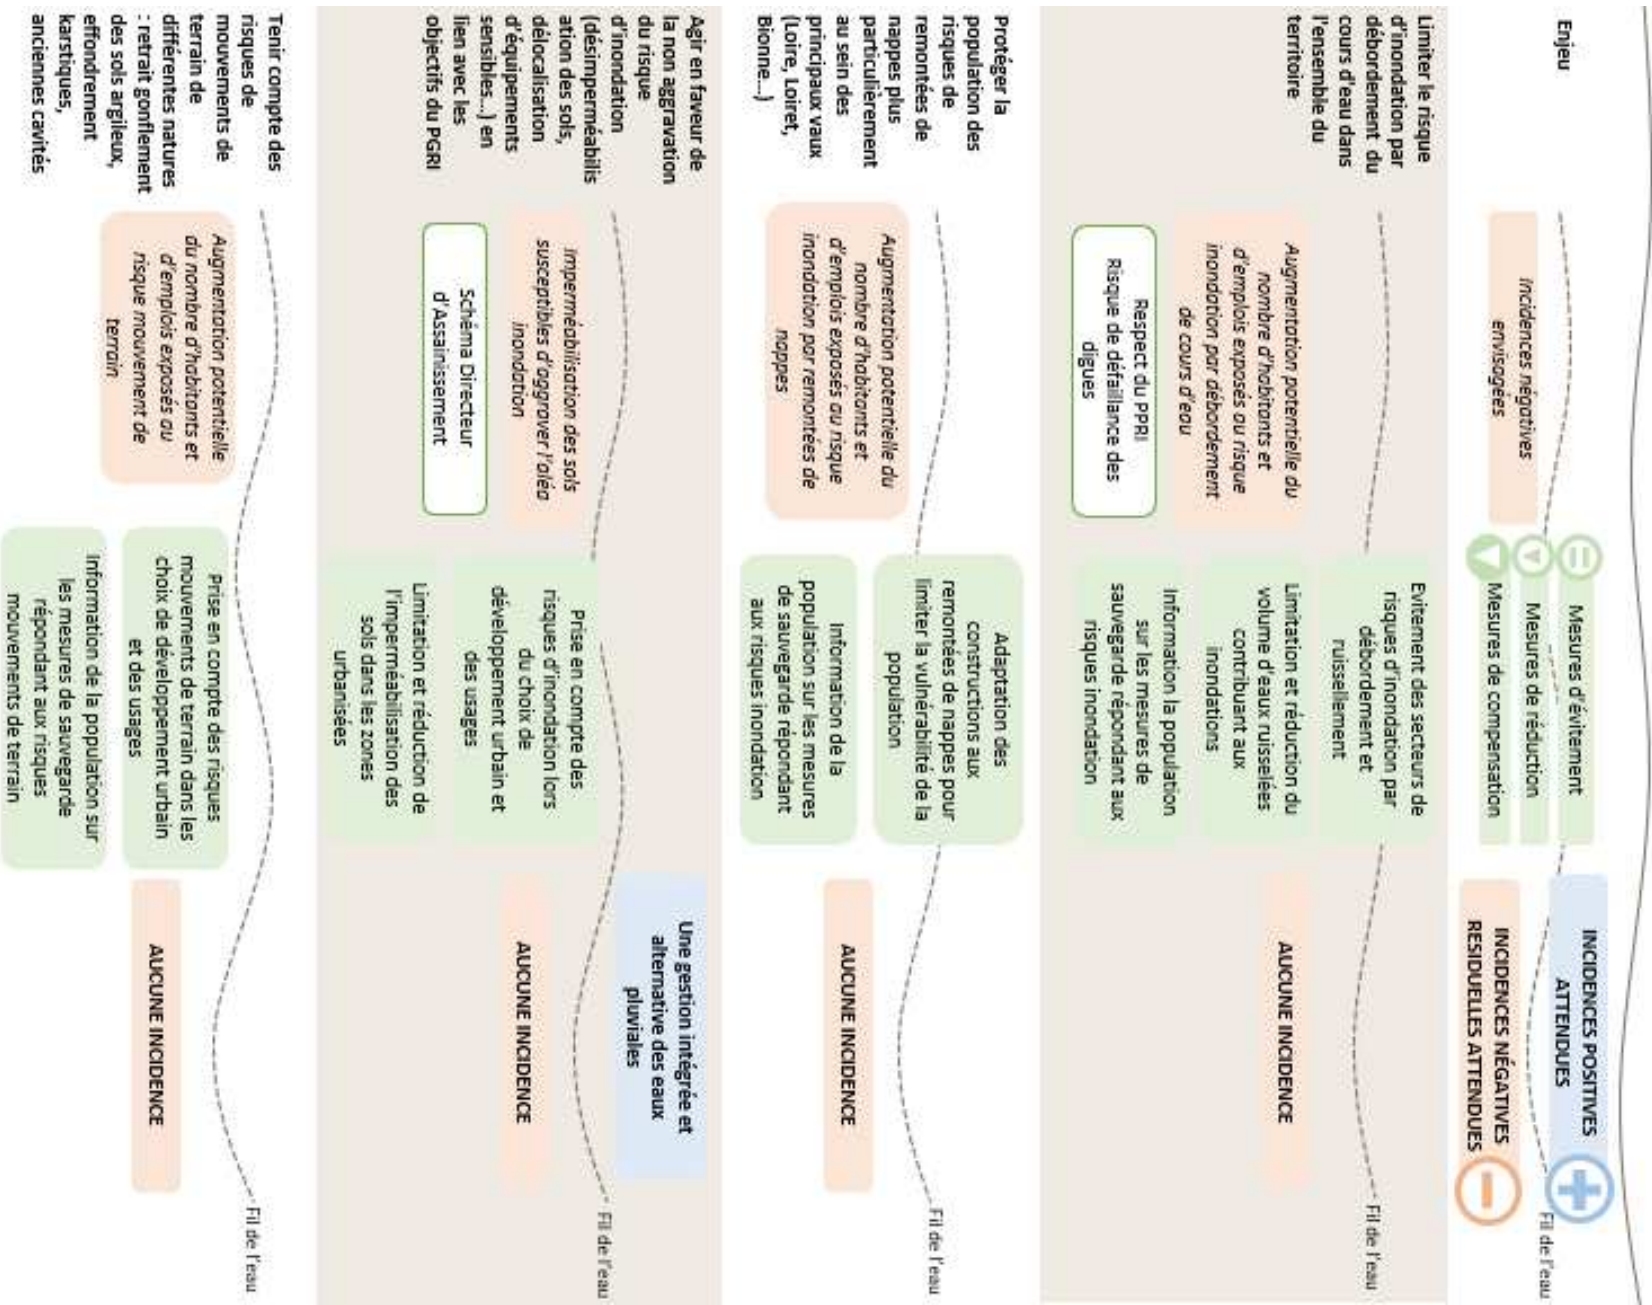 Enjeu
Incidences négatives
envisagées
Mesures d'évitement
Mesures de réduction
Mesures de compensation
INCIDENCES POSITIVES
ATTENDUES
INCIDENCES NÉGATIVES
RESIDUELLES ATTENDUES
Fil de l'eau
Limiter le risque
d'inondation par
débordement du
cours d'eau dans
l'ensemble du
territoire
Augmentation potentielle du
nombre d'habitants et
d'emplois exposés au risque
inondation par débordement
de cours d'eau
Respect du PPRI
Risque de défaillance des
digues
Evitement des secteurs de
risques d'inondation par
débordement et
ruissellement
Limitation et réduction du
volume d'eaux ruisselées
contribuant aux
inondations
Information la population
sur les mesures de
sauvegarde répondant aux
risques inondation
AUCUNE INCIDENCE
Fil de l'eau
Protéger la
population des
risques de
remontées de
nappes plus
particulièrement
au sein des
principaux vaux
(Loire, Loiret,
Bionne...)
Augmentation potentielle du
nombre d'habitants et
d'emplois exposés au risque
inondation par remontées de
nappes
Adaptation des
constructions aux
remontées de nappes pour
limiter la vulnérabilité de la
population
Information de la
population sur les mesures
de sauvegarde répondant
aux risques inondation
AUCUNE INCIDENCE
Fil de l'eau
Agir en faveur de
la non aggravation
du risque
d'inondation
(désimperméabilis
ation des sols,
délocalisation
d'équipements
sensibles...) en
lien avec les
objectifs du PGRI
Imperméabilisation des sols
susceptibles d'aggraver l'aléa
inondation
Schéma Directeur
d'Assainissement
Prise en compte des
risques d'inondation lors
du choix de
développement urbain et
des usages
Limitation et réduction de
l'imperméabilisation des
sols dans les zones
urbanisées
Une gestion intégrée et
alternative des eaux
pluviales
AUCUNE INCIDENCE
Fil de l'eau
Tenir compte des
risques de
mouvements de
terrain de
différentes natures
: retrait gonflement
des sols argileux,
effondrement
karstiques,
anciennes cavités
Augmentation potentielle
du nombre d'habitants et
d'emplois exposés au
risque mouvement de
terrain
Prise en compte des risques
mouvements de terrain dans les
choix de développement urbain
et des usages
Information de la population sur
les mesures de sauvegarde
répondant aux risques
mouvements de terrain
AUCUNE INCIDENCE
Fil de l'eau